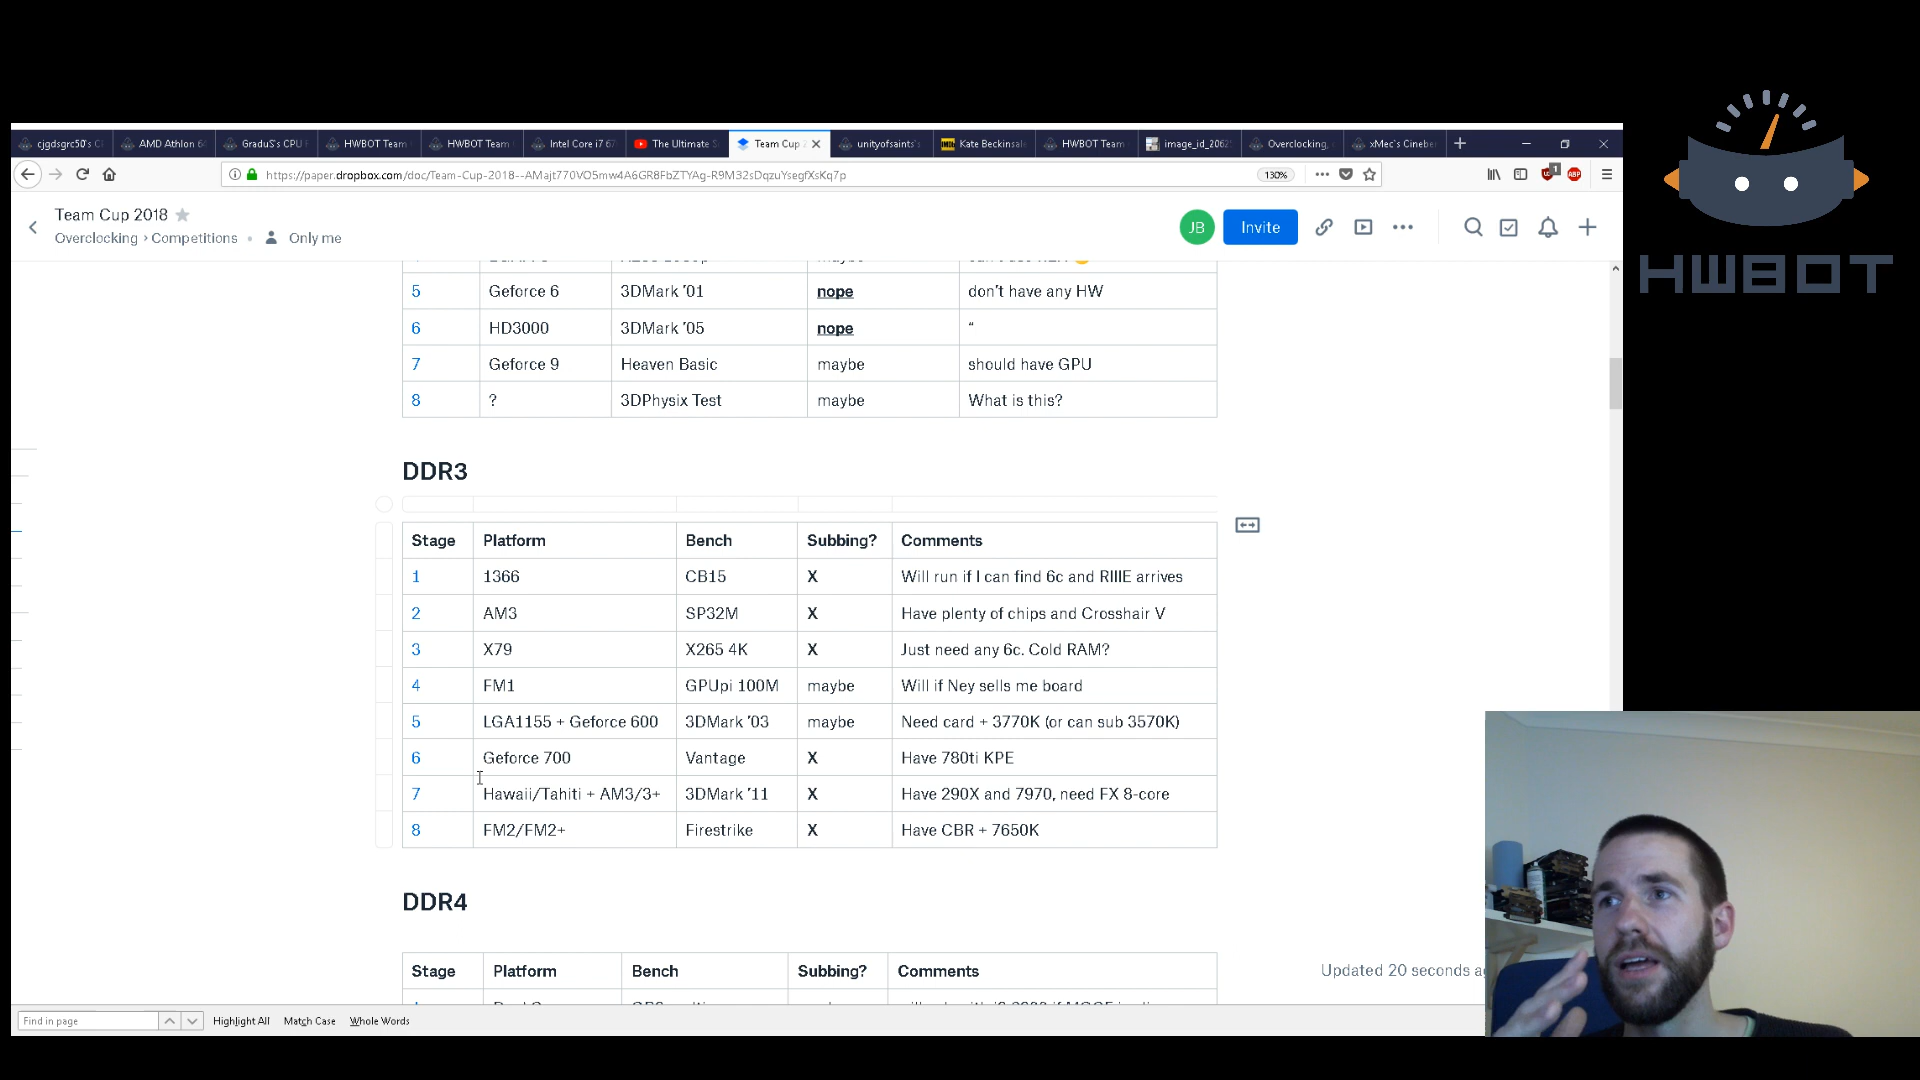 cjgdsgrc50's C
AMD Athlon 6
GraduS's CPU
HWBOT Team
HWBOT Team
Intel Core i7 67
The Ultimate S
Team Cup 2
unityofsaints's
Kate Beckinsal
HWBOT Team
image_id_2062
Overclocking,
xMec's Cinebe
https://paper.dropbox.com/doc/Team-Cup-2018--AMajt770VO5mw4A6GR8FbZTYAg-R9M32sDqzuYsegfXsKq7p
130%
ABP
HWBOT
Team Cup 2018
Overclocking > Competitions • Only me
JB Invite
5 Geforce 6 3DMark '01 nope don't have any HW
6 HD3000 3DMark '05 nope "
7 Geforce 9 Heaven Basic maybe should have GPU
8 ? 3DPhysix Test maybe What is this?
DDR3
Stage Platform Bench Subbing? Comments
1 1366 CB15 X Will run if I can find 6c and RIIIE arrives
2 AM3 SP32M X Have plenty of chips and Crosshair V
3 X79 X265 4K X Just need any 6c. Cold RAM?
4 FM1 GPUpi 100M maybe Will if Ney sells me board
5 LGA1155 + Geforce 600 3DMark '03 maybe Need card + 3770K (or can sub 3570K)
6 Geforce 700 Vantage X Have 780ti KPE
7 Hawaii/Tahiti + AM3/3+ 3DMark '11 X Have 290X and 7970, need FX 8-core
8 FM2/FM2+ Firestrike X Have CBR + 7650K
DDR4
Stage Platform Bench Subbing? Comments
Updated 20 seconds a
Find in page Highlight All Match Case Whole Words